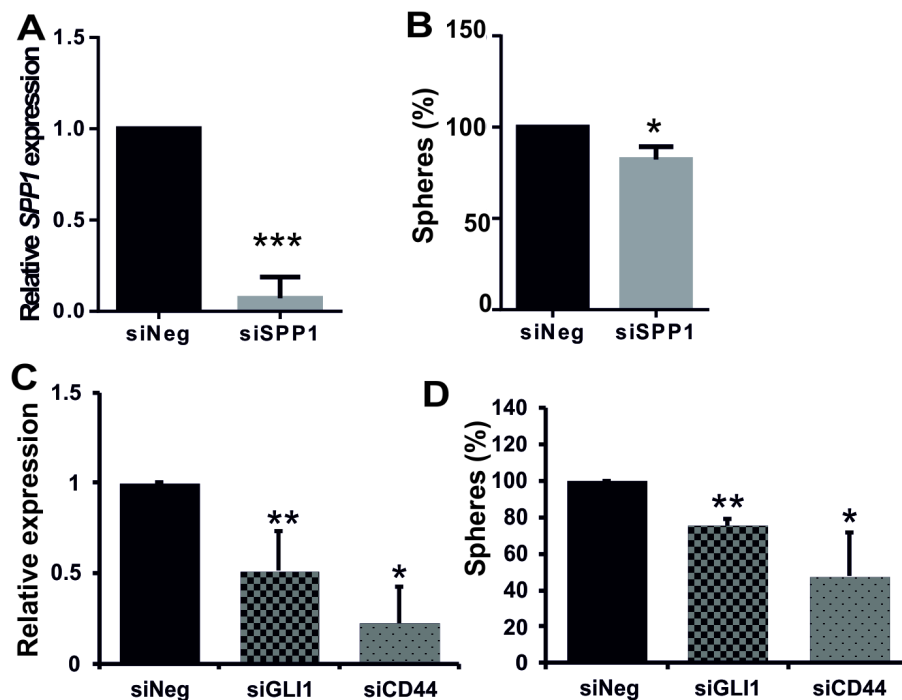 A
Relative SPP1 expression
1.5
1.0
0.5
0.0
***
siNeg siSPP1
B
Spheres (%)
150
100
50
0
*
siNeg siSPP1
C
Relative expression
1.5
1
0.5
0
**
*
siNeg siGLI1 siCD44
D
Spheres (%)
140
120
100
80
60
40
20
0
**
*
siNeg siGLI1 siCD44